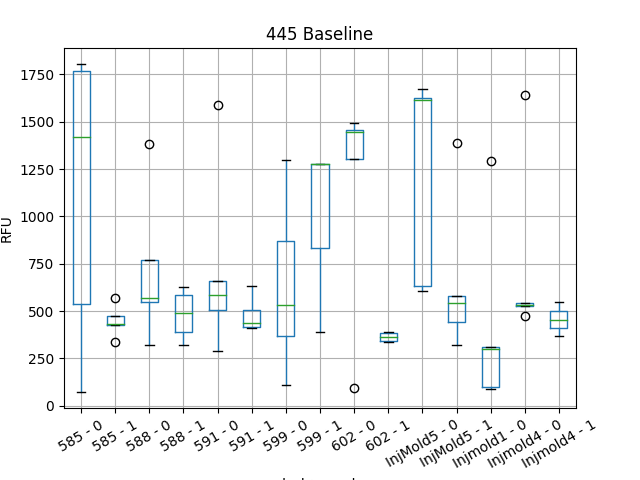 445 Baseline
1750
1500
1250
1000
750
500
250
0
RFU
585 - 0
585 - 1
588 - 0
588 - 1
591 - 0
591 - 1
599 - 0
599 - 1
602 - 0
602 - 1
InjMold5 - 0
InjMold5 - 1
Injmold1 - 0
Injmold4 - 0
Injmold4 - 1